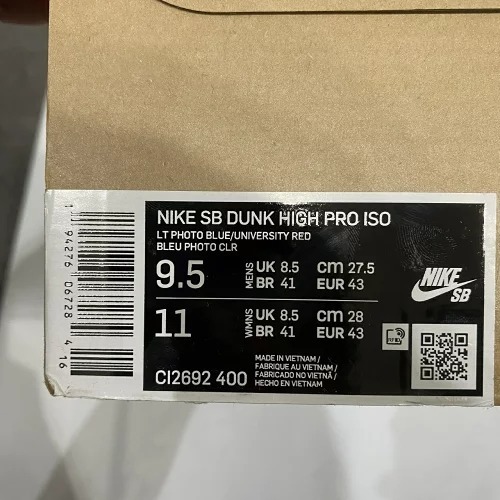 NIKE SB DUNK HIGH PRO ISO
LT PHOTO BLUE/UNIVERSITY RED
BLEU PHOTO CLR
9.5 MENS UK 8.5 cm 27.5
BR 41 EUR 43
11 WMNS UK 8.5 cm 28
BR 41 EUR 43
NIKE
SB
RFID
MADE IN VIETNAM /
FABRIQUE AU VIETNAM /
FABRICADO NO VIETNÃ /
HECHO EN VIETNAM
CI2692 400
1 94276 06728 4 16